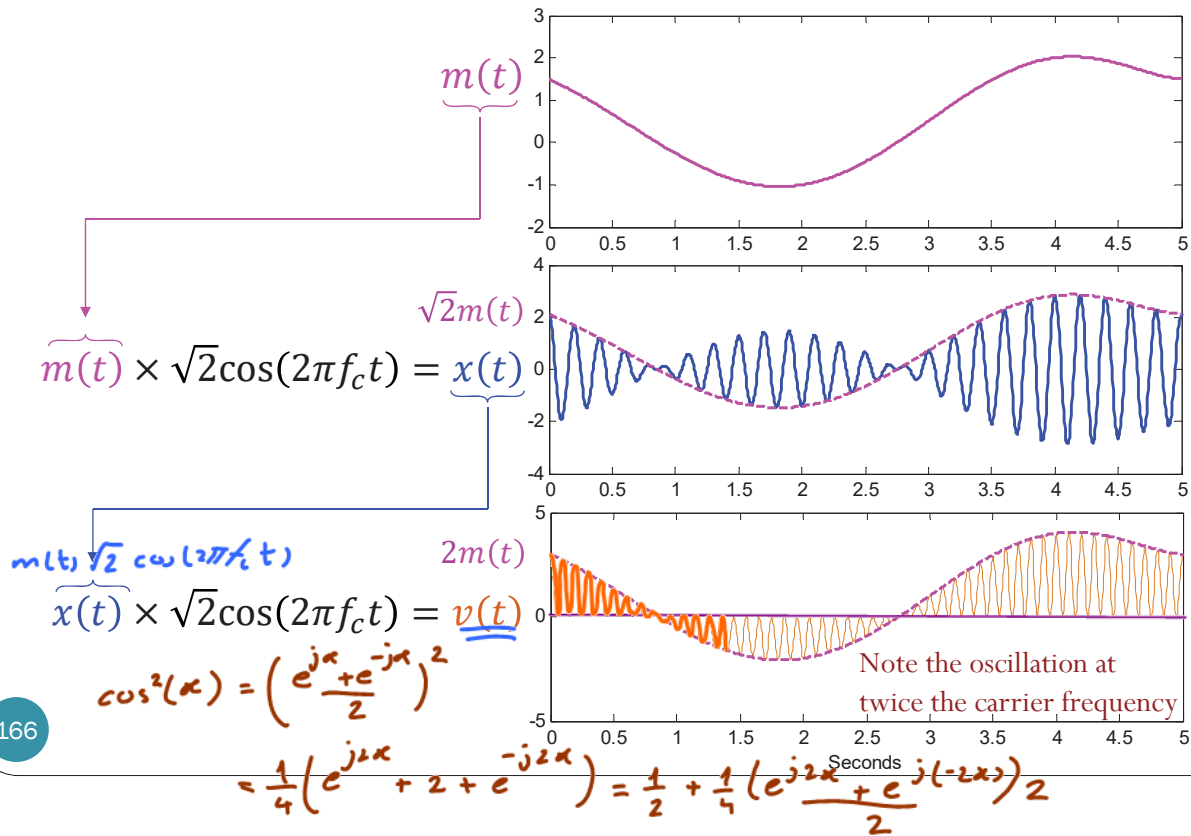 m(t)
3
2
1
0
-1
-2
0 0.5 1 1.5 2 2.5 3 3.5 4 4.5 5
m(t) × √2cos(2πf_c t) = x(t)
√2m(t)
4
2
0
-2
-4
0 0.5 1 1.5 2 2.5 3 3.5 4 4.5 5
m(t) √2 cos(2πf_c t)
x(t) × √2cos(2πf_c t) = v(t)
2m(t)
5
0
-5
0 0.5 1 1.5 2 2.5 3 3.5 4 4.5 5
Seconds
Note the oscillation at
twice the carrier frequency
cos²(x) = ((e^{jx} + e^{-jx})/2)²
= 1/4 (e^{j2x} + 2 + e^{-j2x}) = 1/2 + 1/4 (e^{j2x} + e^{j(-2x)})/2 2
166